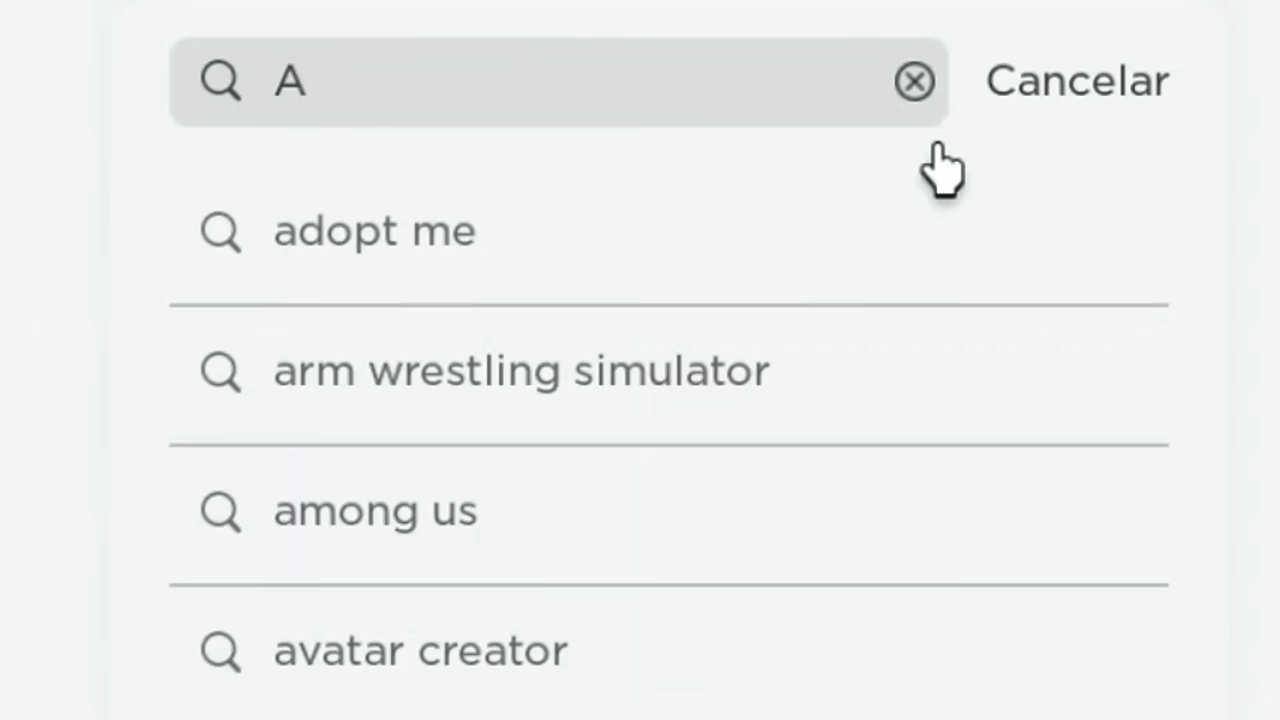 A
Cancelar
adopt me
arm wrestling simulator
among us
avatar creator